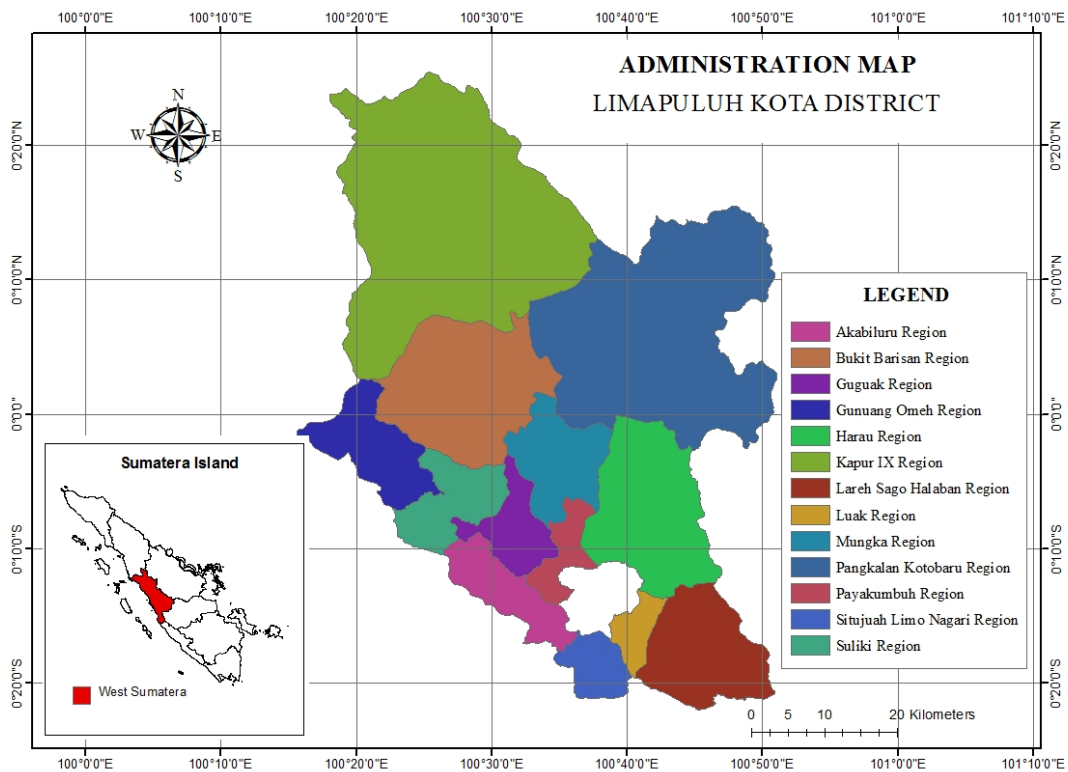 100°0'0"E 100°10'0"E 100°20'0"E 100°30'0"E 100°40'0"E 100°50'0"E 101°0'0"E 101°10'0"E
ADMINISTRATION MAP
LIMAPULUH KOTA DISTRICT
N
W E
S
0°20'0"N 0°20'0"N
0°10'0"N 0°10'0"N
0°0'0" 0°0'0"
0°10'0"S 0°10'0"S
0°20'0"S 0°20'0"S
LEGEND
Akabiluru Region
Bukit Barisan Region
Guguak Region
Gunuang Omeh Region
Harau Region
Kapur IX Region
Lareh Sago Halaban Region
Luak Region
Mungka Region
Pangkalan Kotobaru Region
Payakumbuh Region
Situjuah Limo Nagari Region
Suliki Region
Sumatera Island
West Sumatera
0 5 10 20 Kilometers
100°0'0"E 100°10'0"E 100°20'0"E 100°30'0"E 100°40'0"E 100°50'0"E 101°0'0"E 101°10'0"E